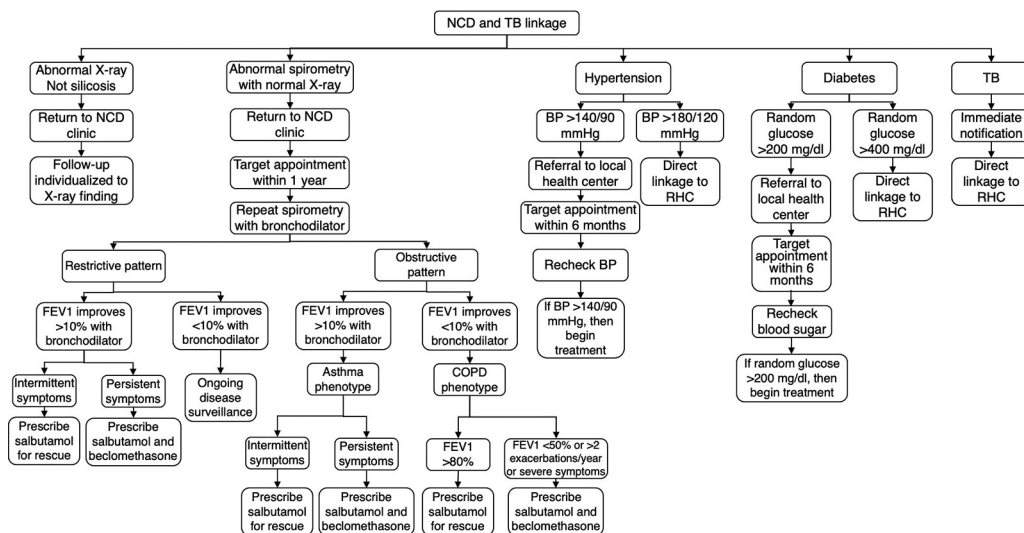 NCD and TB linkage
Abnormal X-ray
Not silicosis
Return to NCD
clinic
Follow-up
individualized to
X-ray finding
Abnormal spirometry
with normal X-ray
Return to NCD
clinic
Target appointment
within 1 year
Repeat spirometry
with bronchodilator
Restrictive pattern
FEV1 improves
>10% with
bronchodilator
Intermittent
symptoms
Prescribe
salbutamol
for rescue
Persistent
symptoms
Prescribe
salbutamol and
beclomethasone
FEV1 improves
<10% with
bronchodilator
Ongoing
disease
surveillance
Obstructive
pattern
FEV1 improves
>10% with
bronchodilator
Asthma
phenotype
Intermittent
symptoms
Prescribe
salbutamol
for rescue
Persistent
symptoms
Prescribe
salbutamol and
beclomethasone
FEV1 improves
<10% with
bronchodilator
COPD
phenotype
FEV1
>80%
Prescribe
salbutamol
for rescue
FEV1 <50% or >2
exacerbations/year
or severe symptoms
Prescribe
salbutamol and
beclomethasone
Hypertension
BP >140/90
mmHg
Referral to local
health center
Target appointment
within 6 months
Recheck BP
If BP >140/90
mmHg, then
begin
treatment
BP >180/120
mmHg
Direct
linkage to
RHC
Diabetes
Random
glucose
>200 mg/dl
Referral to
local health
center
Target
appointment
within 6
months
Recheck
blood sugar
If random glucose
>200 mg/dl, then
begin treatment
Random
glucose
>400 mg/dl
Direct
linkage to
RHC
TB
Immediate
notification
Direct
linkage to
RHC